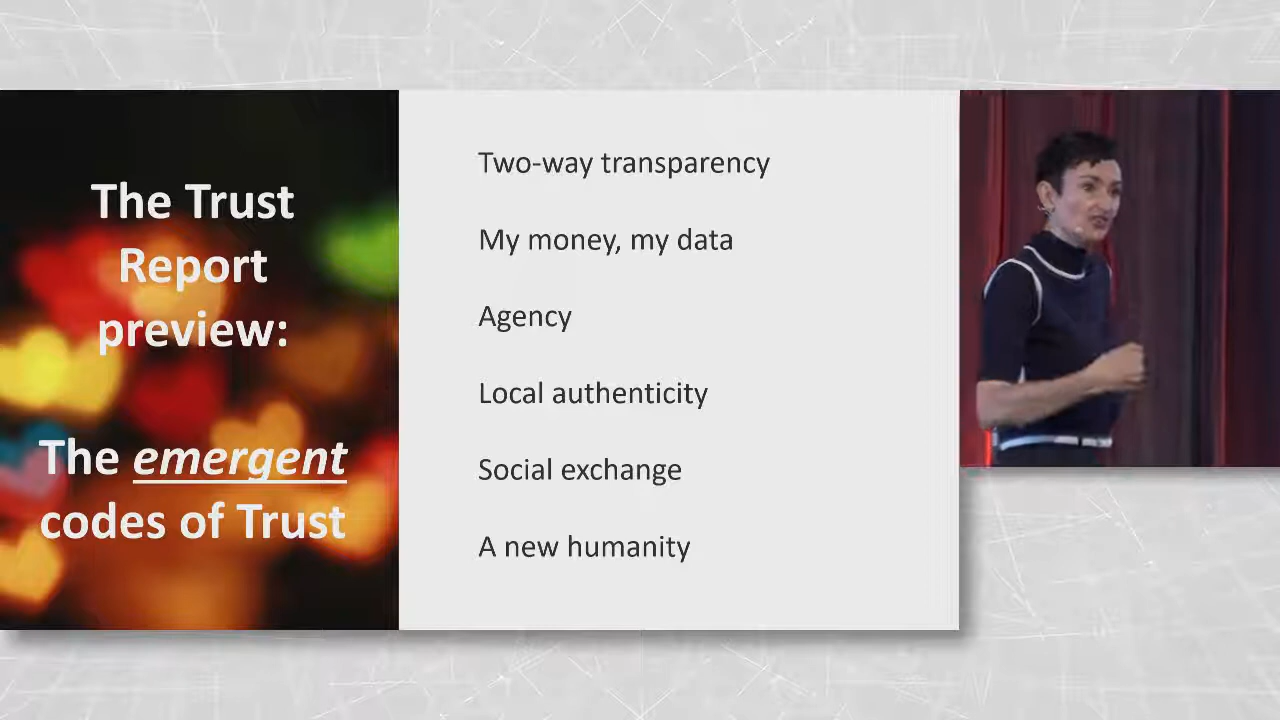 The Trust
Report
preview:
The emergent
codes of Trust
Two-way transparency
My money, my data
Agency
Local authenticity
Social exchange
A new humanity